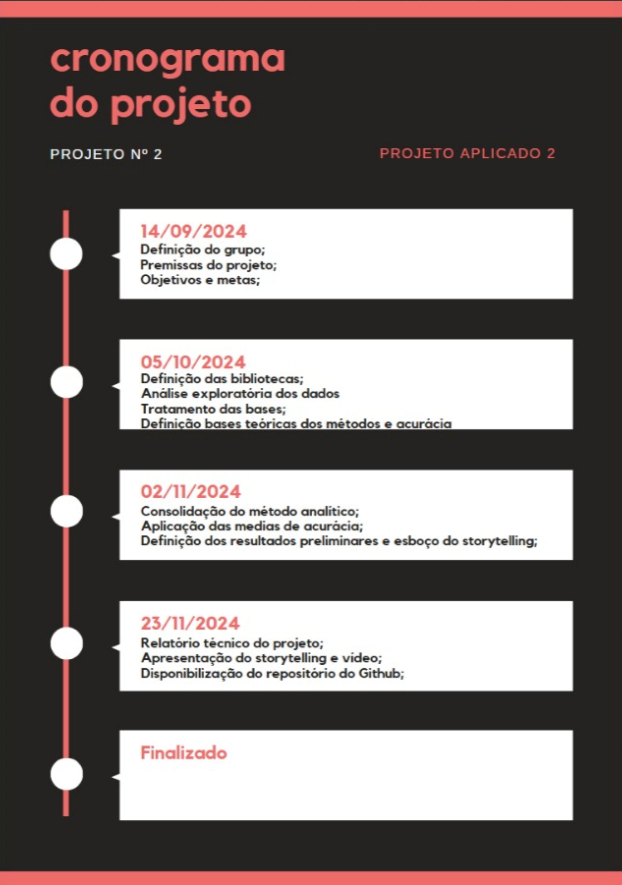 cronograma
do projeto
PROJETO Nº 2
PROJETO APLICADO 2
14/09/2024
Definição do grupo;
Premissas do projeto;
Objetivos e metas;
05/10/2024
Definição das bibliotecas;
Análise exploratória dos dados
Tratamento das bases;
Definição bases teóricas dos métodos e acurácia
02/11/2024
Consolidação do método analítico;
Aplicação das medias de acurácia;
Definição dos resultados preliminares e esboço do storytelling;
23/11/2024
Relatório técnico do projeto;
Apresentação do storytelling e vídeo;
Disponibilização do repositório do Github;
Finalizado